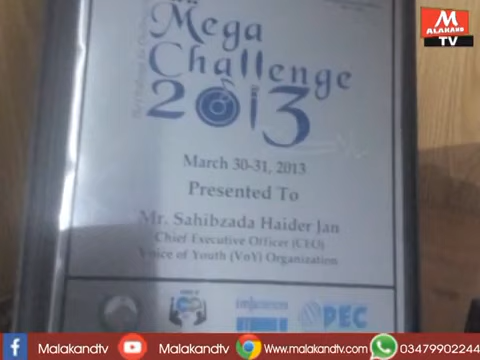 Mega
Challenge
2013
March 30-31, 2013
Presented To
Mr. Sahibzada Haider Jan
Chief Executive Officer (CEO)
Voice of Youth (VoY) Organization
PEC
M
MALAKAND
TV
Malakandtv
Malakandtv
www.malakandtv.com
03479902244